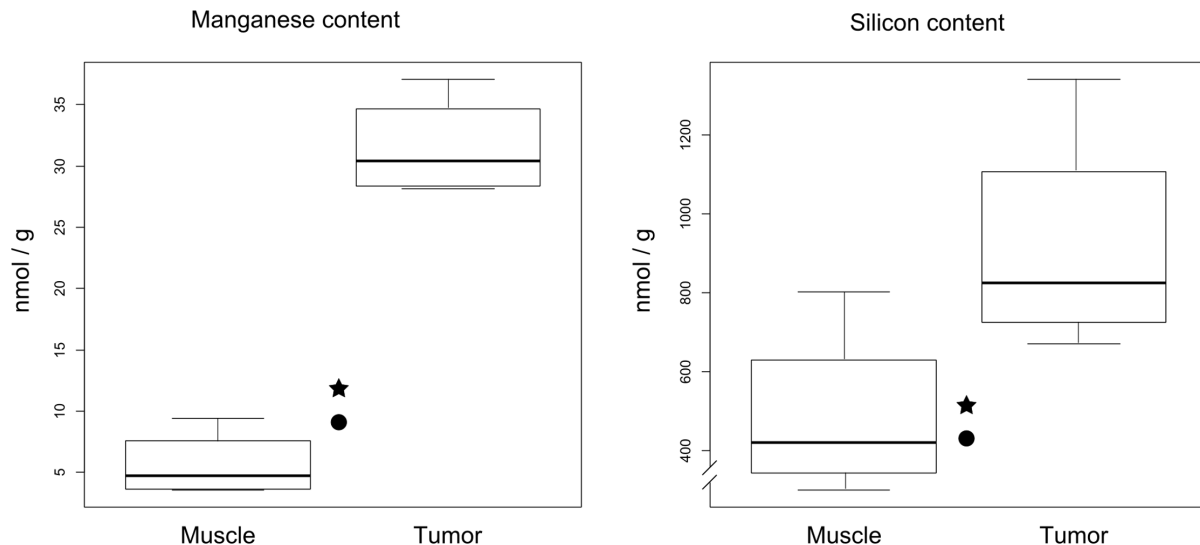 Manganese content
nmol / g
35
30
25
20
15
10
5
Muscle
Tumor
Silicon content
nmol / g
1200
1000
800
600
400
Muscle
Tumor